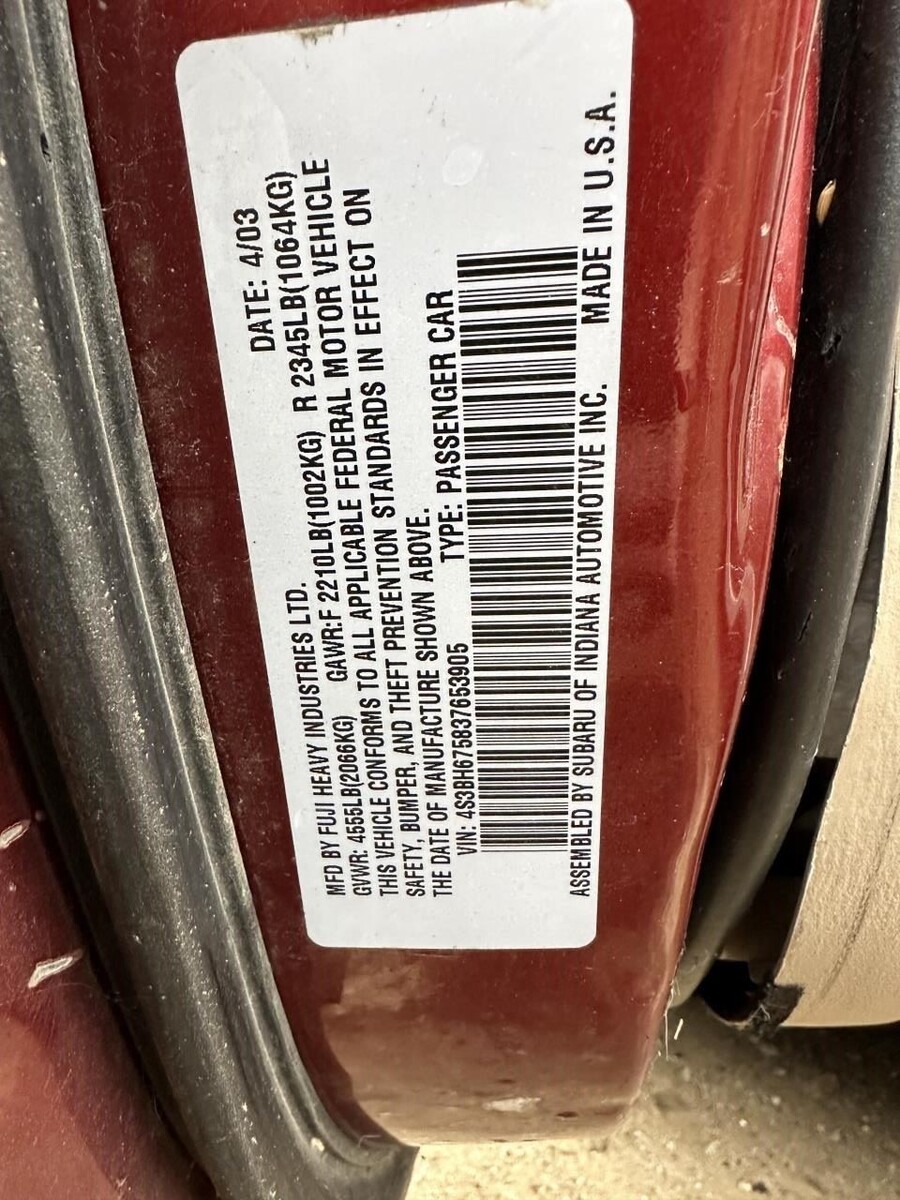 MFD BY FUJI HEAVY INDUSTRIES LTD. DATE: 4/03
GVWR: 4555LB(2066KG) GAWR:F 2210LB(1002KG) R 2345LB(1064KG)
THIS VEHICLE CONFORMS TO ALL APPLICABLE FEDERAL MOTOR VEHICLE
SAFETY, BUMPER, AND THEFT PREVENTION STANDARDS IN EFFECT ON
THE DATE OF MANUFACTURE SHOWN ABOVE.
VIN: 4S3BH675837653905 TYPE: PASSENGER CAR
ASSEMBLED BY SUBARU OF INDIANA AUTOMOTIVE INC. MADE IN U.S.A.